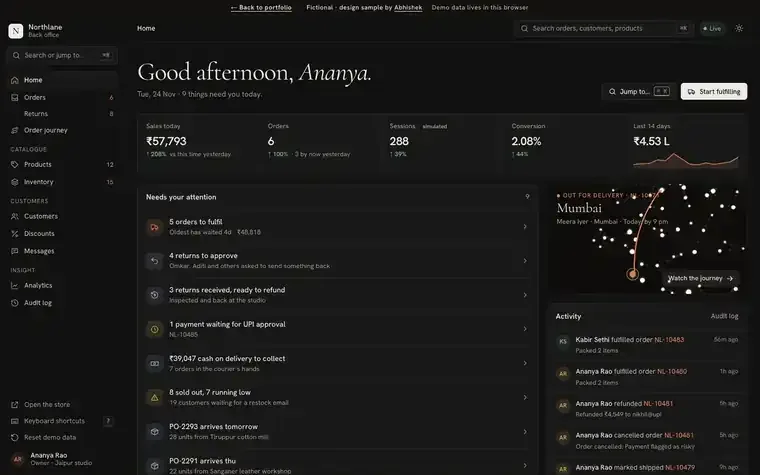 ← Back to portfolio Fictional · design sample by Abhishek Demo data lives in this browser
N Northlane
Back office
Search or jump to... ⌘K
Home
Orders 6
Returns 8
Order journey
CATALOGUE
Products 12
Inventory 15
CUSTOMERS
Customers
Discounts
Messages
INSIGHT
Analytics
Audit log
Open the store
Keyboard shortcuts ?
Reset demo data
AR Ananya Rao
Owner · Jaipur studio
Home
Search orders, customers, products ⌘K
Live
Good afternoon, Ananya.
Tue, 24 Nov · 9 things need you today.
Jump to... ⌘ K
Start fulfilling
Sales today
₹57,793
↑ 208% vs this time yesterday
Orders
6
↑ 100% · 3 by now yesterday
Sessions simulated
288
↑ 39%
Conversion
2.08%
↑ 44%
Last 14 days
₹4.53 L
Needs your attention 9
5 orders to fulfil
Oldest has waited 4d · ₹48,818
4 returns to approve
Omkar, Aditi and others asked to send something back
3 returns received, ready to refund
Inspected and back at the studio
1 payment waiting for UPI approval
NL-10485
₹39,047 cash on delivery to collect
7 orders in the courier's hands
8 sold out, 7 running low
19 customers waiting for a restock email
PO-2293 arrives tomorrow
28 units from Tiruppur cotton mill
PO-2291 arrives thu
22 units from Sanganer leather workshop
OUT FOR DELIVERY
Mumbai
Meera Iyer · Mumbai · Today by 9 pm
Watch the journey →
Activity Audit log
KS Kabir Sethi fulfilled order NL-10483 56m ago
Packed 2 items
AR Ananya Rao fulfilled order NL-10480 1h ago
Packed 2 items
AR Ananya Rao refunded NL-10481 5h ago
Refunded ₹4,549 to nikhil@upi
AR Ananya Rao cancelled order NL-10481 5h ago
Order cancelled: Payment flagged as risky
AR Ananya Rao marked shipped NL-10479 9h ago